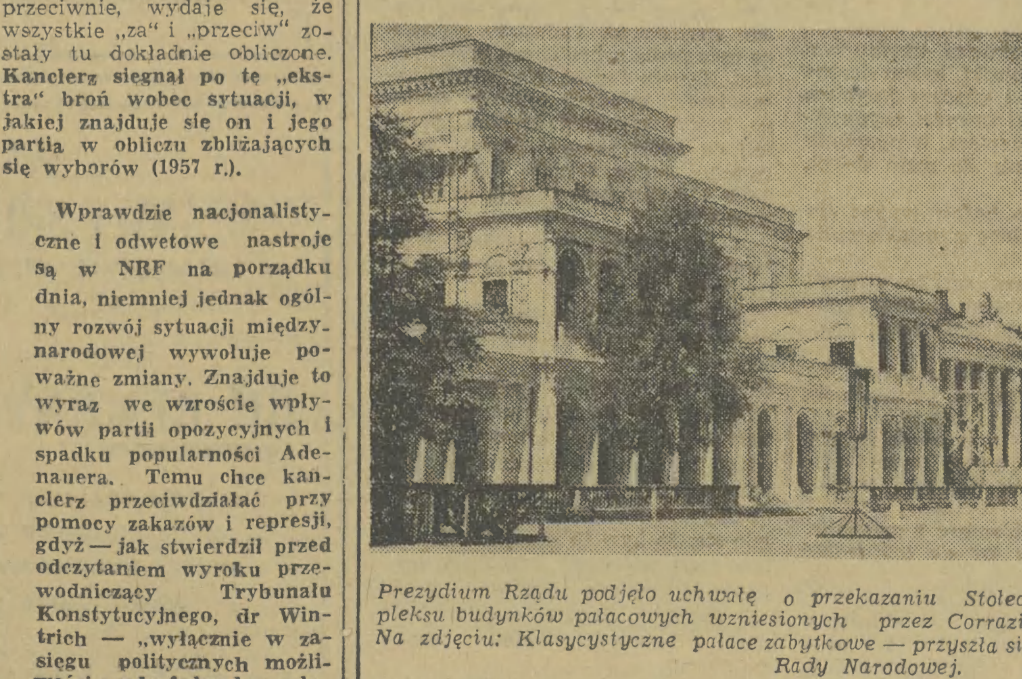 przeciwnie, wydaje się, że
wszystkie „za“ i „przeciw“ zo-
stały tu dokładnie obliczone.
Kanclerz sięgnął po tę „eks-
tra“ broń wobec sytuacji, w
jakiej znajduje się on i jego
partia w obliczu zbliżających
się wyborów (1957 r.).
Wprawdzie nacjonalisty-
czne i odwetowe nastroje
są w NRF na porządku
dnia, niemniej jednak ogól-
ny rozwój sytuacji między-
narodowej wywołuje po-
ważne zmiany. Znajduje to
wyraz we wzroście wpły-
wów partii opozycyjnych i
spadku popularności Ade-
nauera. Temu chce kan-
clerz przeciwdziałać przy
pomocy zakazów i represji,
gdyż — jak stwierdził przed
odczytaniem wyroku prze-
wodniczący Trybunału
Konstytucyjnego, dr Win-
trich — „wyłącznie w za-
sięgu politycznych możli-
Prezydium Rządu podjęło uchwałę o przekazaniu Stołec
pleksu budynków pałacowych wzniesionych przez Corrazi
Na zdjęciu: Klasycystyczne pałace zabytkowe — przyszła si
Rady Narodowej.